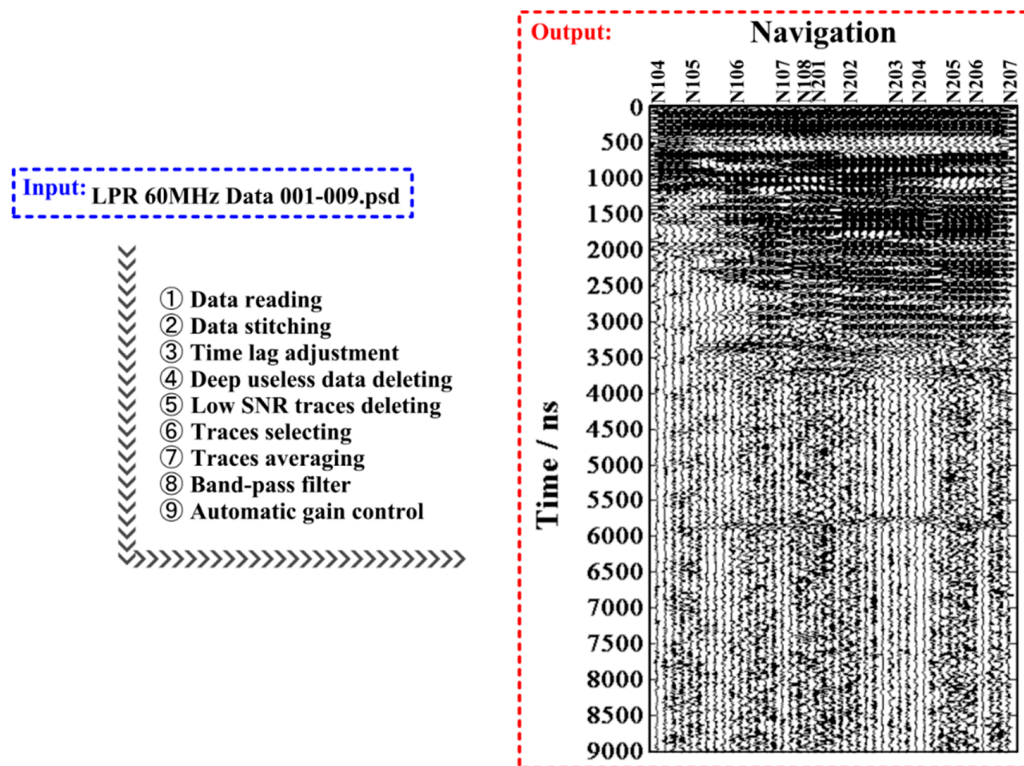 Input: LPR 60MHz Data 001-009.psd
① Data reading
② Data stitching
③ Time lag adjustment
④ Deep useless data deleting
⑤ Low SNR traces deleting
⑥ Traces selecting
⑦ Traces averaging
⑧ Band-pass filter
⑨ Automatic gain control
Output:
Navigation
N104
N105
N106
N107
N108
N201
N202
N203
N204
N205
N206
N207
Time / ns
0
500
1000
1500
2000
2500
3000
3500
4000
4500
5000
5500
6000
6500
7000
7500
8000
8500
9000